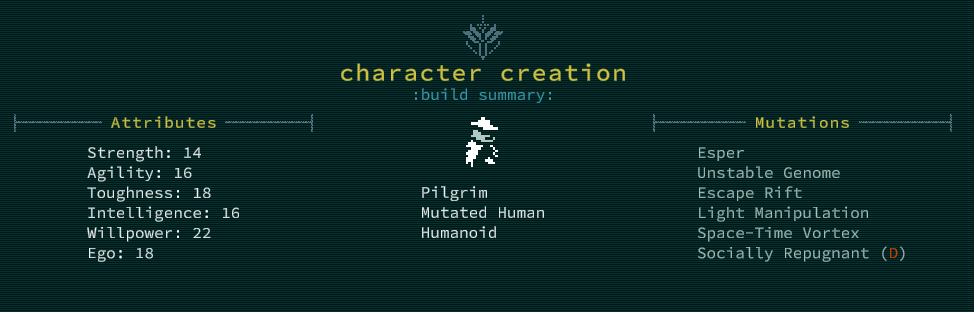 character creation
:build summary:
Attributes
Strength: 14
Agility: 16
Toughness: 18
Intelligence: 16
Willpower: 22
Ego: 18
Pilgrim
Mutated Human
Humanoid
Mutations
Esper
Unstable Genome
Escape Rift
Light Manipulation
Space-Time Vortex
Socially Repugnant (D)